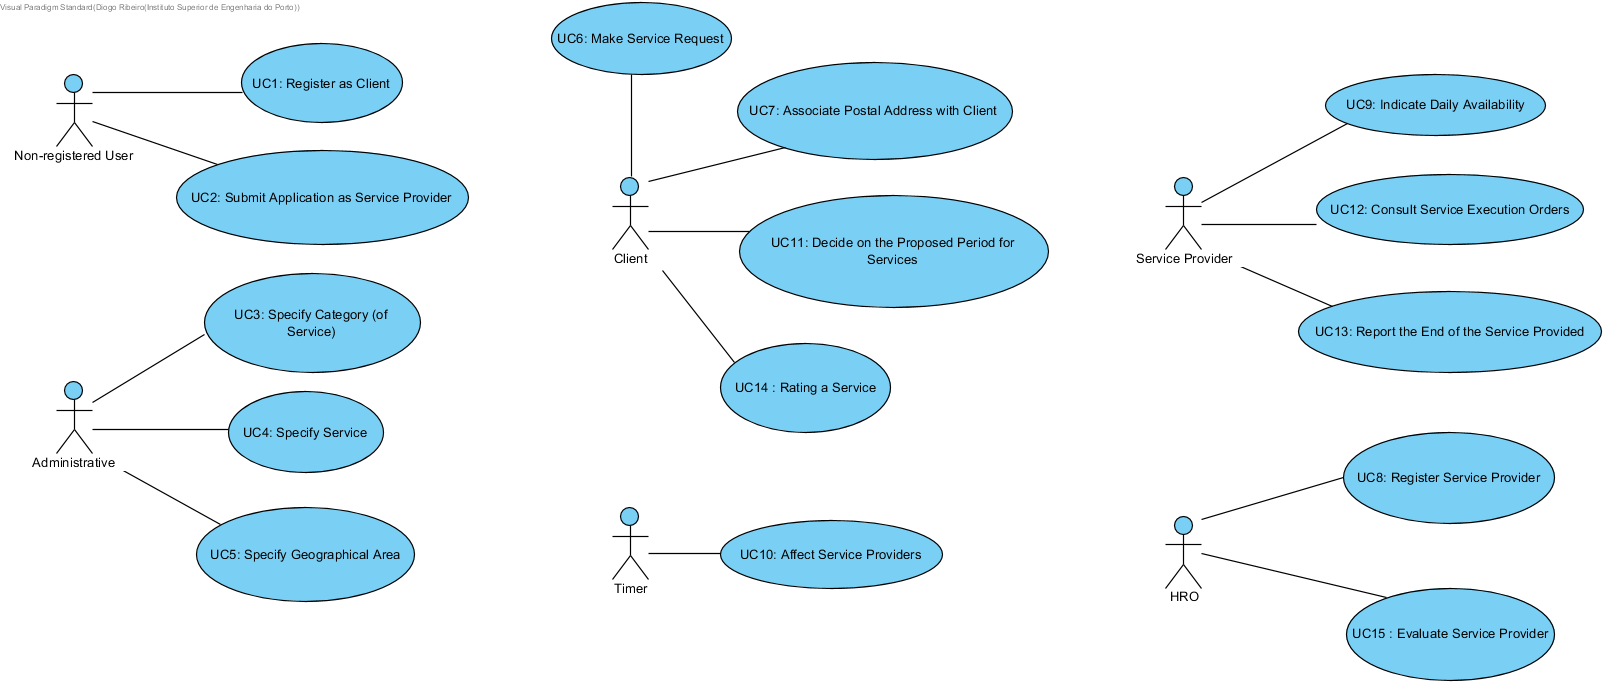 Visual Paradigm Standard(Diogo Ribeiro(Instituto Superior de Engenharia do Porto))
UC1: Register as Client
Non-registered User
UC2: Submit Application as Service Provider
UC3: Specify Category (of
Service)
UC4: Specify Service
Administrative
UC5: Specify Geographical Area
UC6: Make Service Request
UC7: Associate Postal Address with Client
UC11: Decide on the Proposed Period for
Services
Client
UC14 : Rating a Service
UC10: Affect Service Providers
Timer
UC9: Indicate Daily Availability
UC12: Consult Service Execution Orders
Service Provider
UC13: Report the End of the Service Provided
UC8: Register Service Provider
HRO
UC15 : Evaluate Service Provider